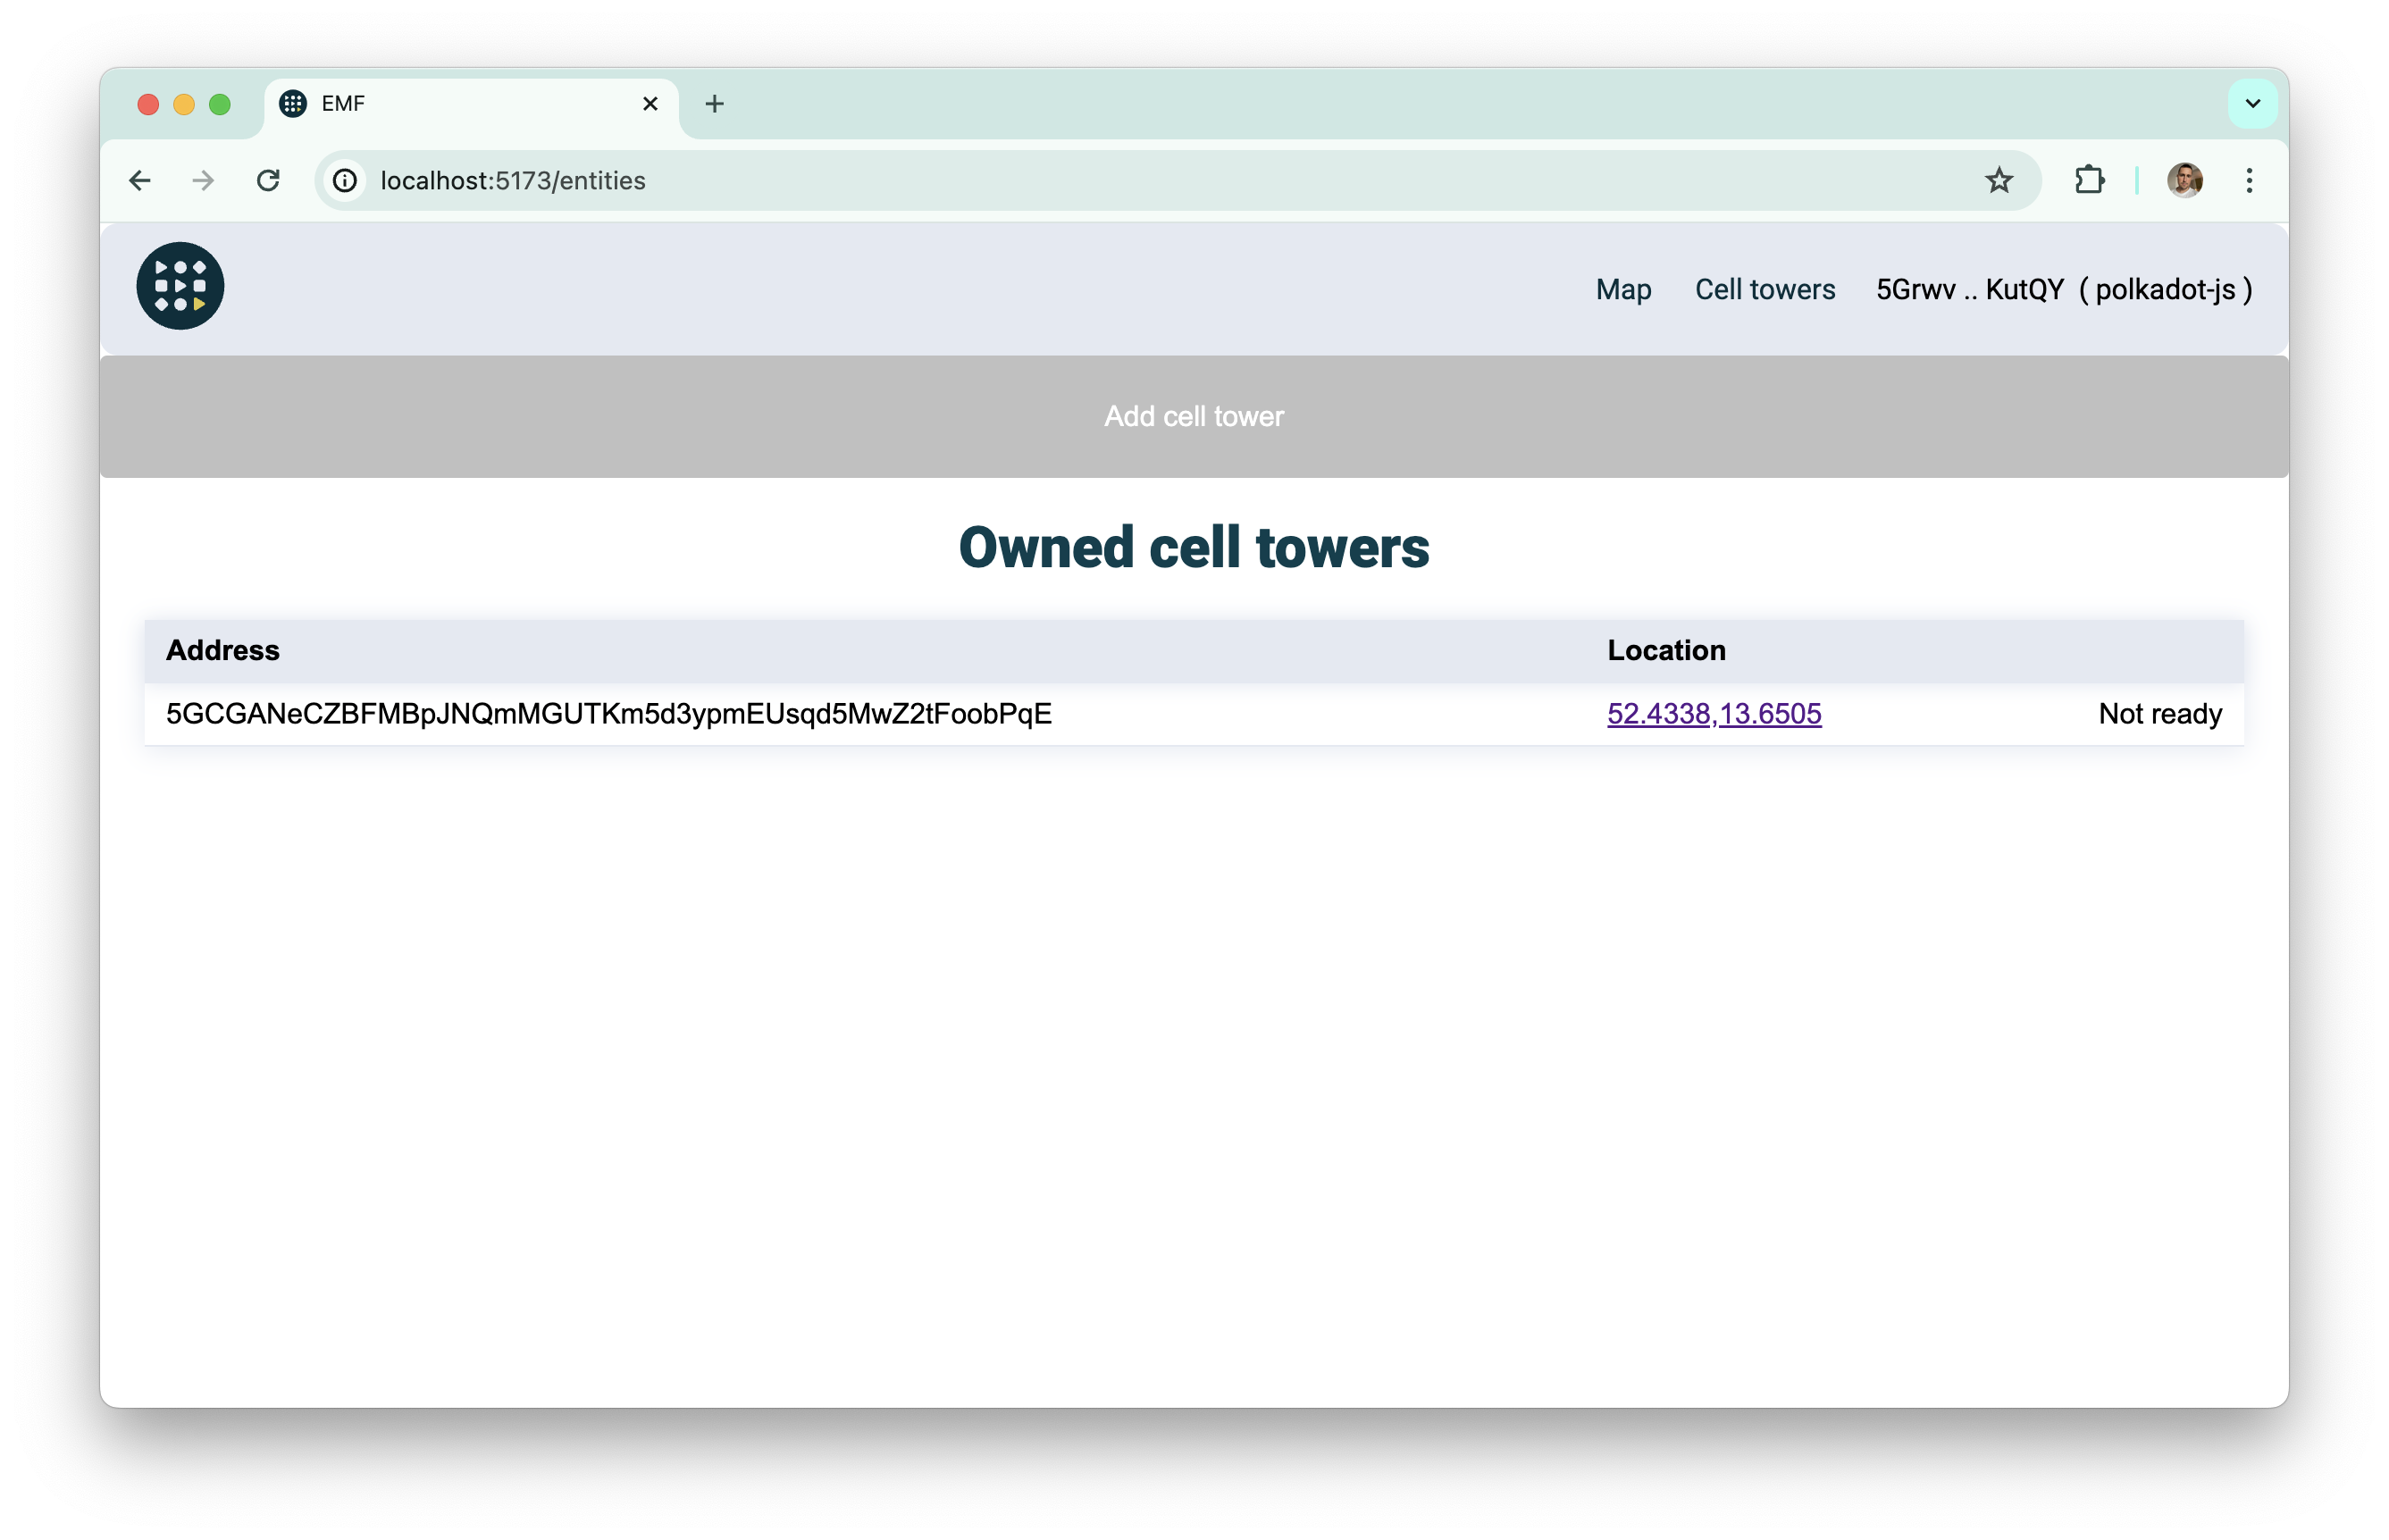 EMF
localhost:5173/entities
Map Cell towers 5Grwv .. KutQY ( polkadot-js )
Add cell tower
Owned cell towers
Address Location
5GCGANeCZBFMBpJNQmMGUTKm5d3ypmEUsqd5MwZ2tFoobPqE 52.4338,13.6505 Not ready